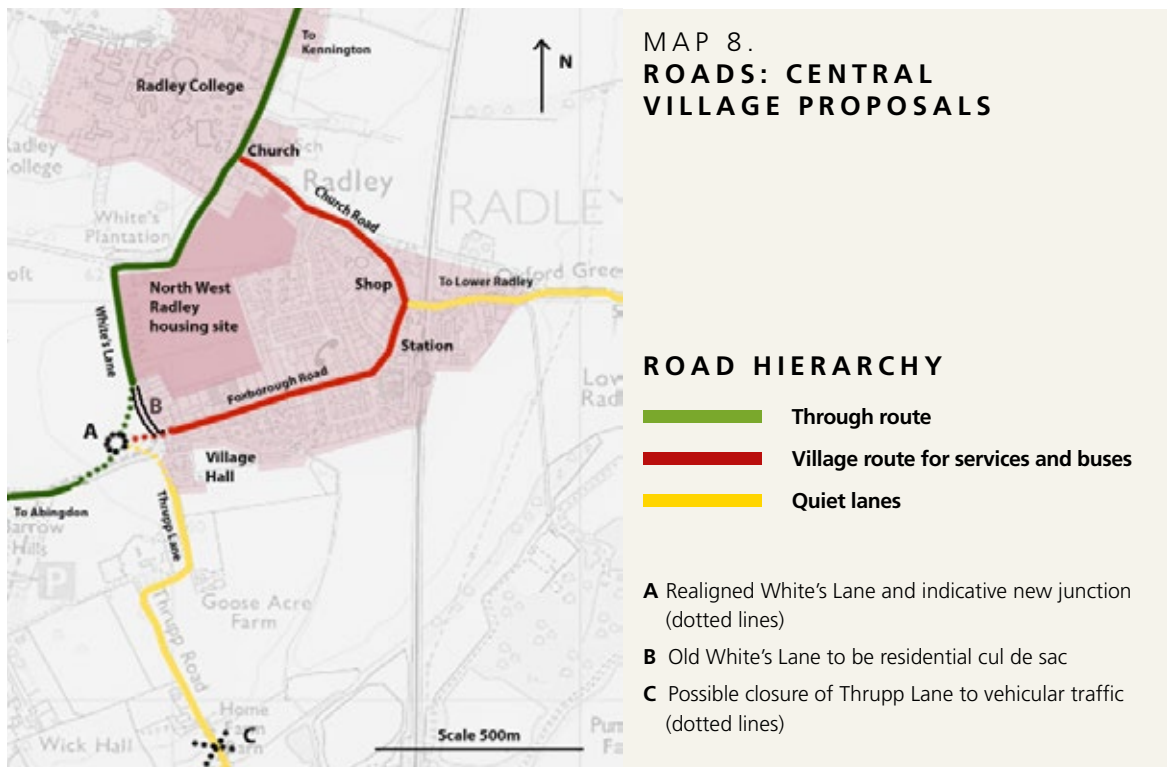 To
Kennington
N
Radley College
Church
Radley
Church Road
RADLEY
White's
Plantation
North West
Radley
housing site
Shop
To Lower Radley
White's Lane
Station
Foxborough Road
B
A
Village
Hall
To Abingdon
Barrow
Hills
P
Thrupp Lane
Goose Acre
Farm
Thrupp Road
Home
Farm
C
Wick Hall
Scale 500m
MAP 8.
ROADS: CENTRAL
VILLAGE PROPOSALS
ROAD HIERARCHY
Through route
Village route for services and buses
Quiet lanes
A Realigned White's Lane and indicative new junction
(dotted lines)
B Old White's Lane to be residential cul de sac
C Possible closure of Thrupp Lane to vehicular traffic
(dotted lines)